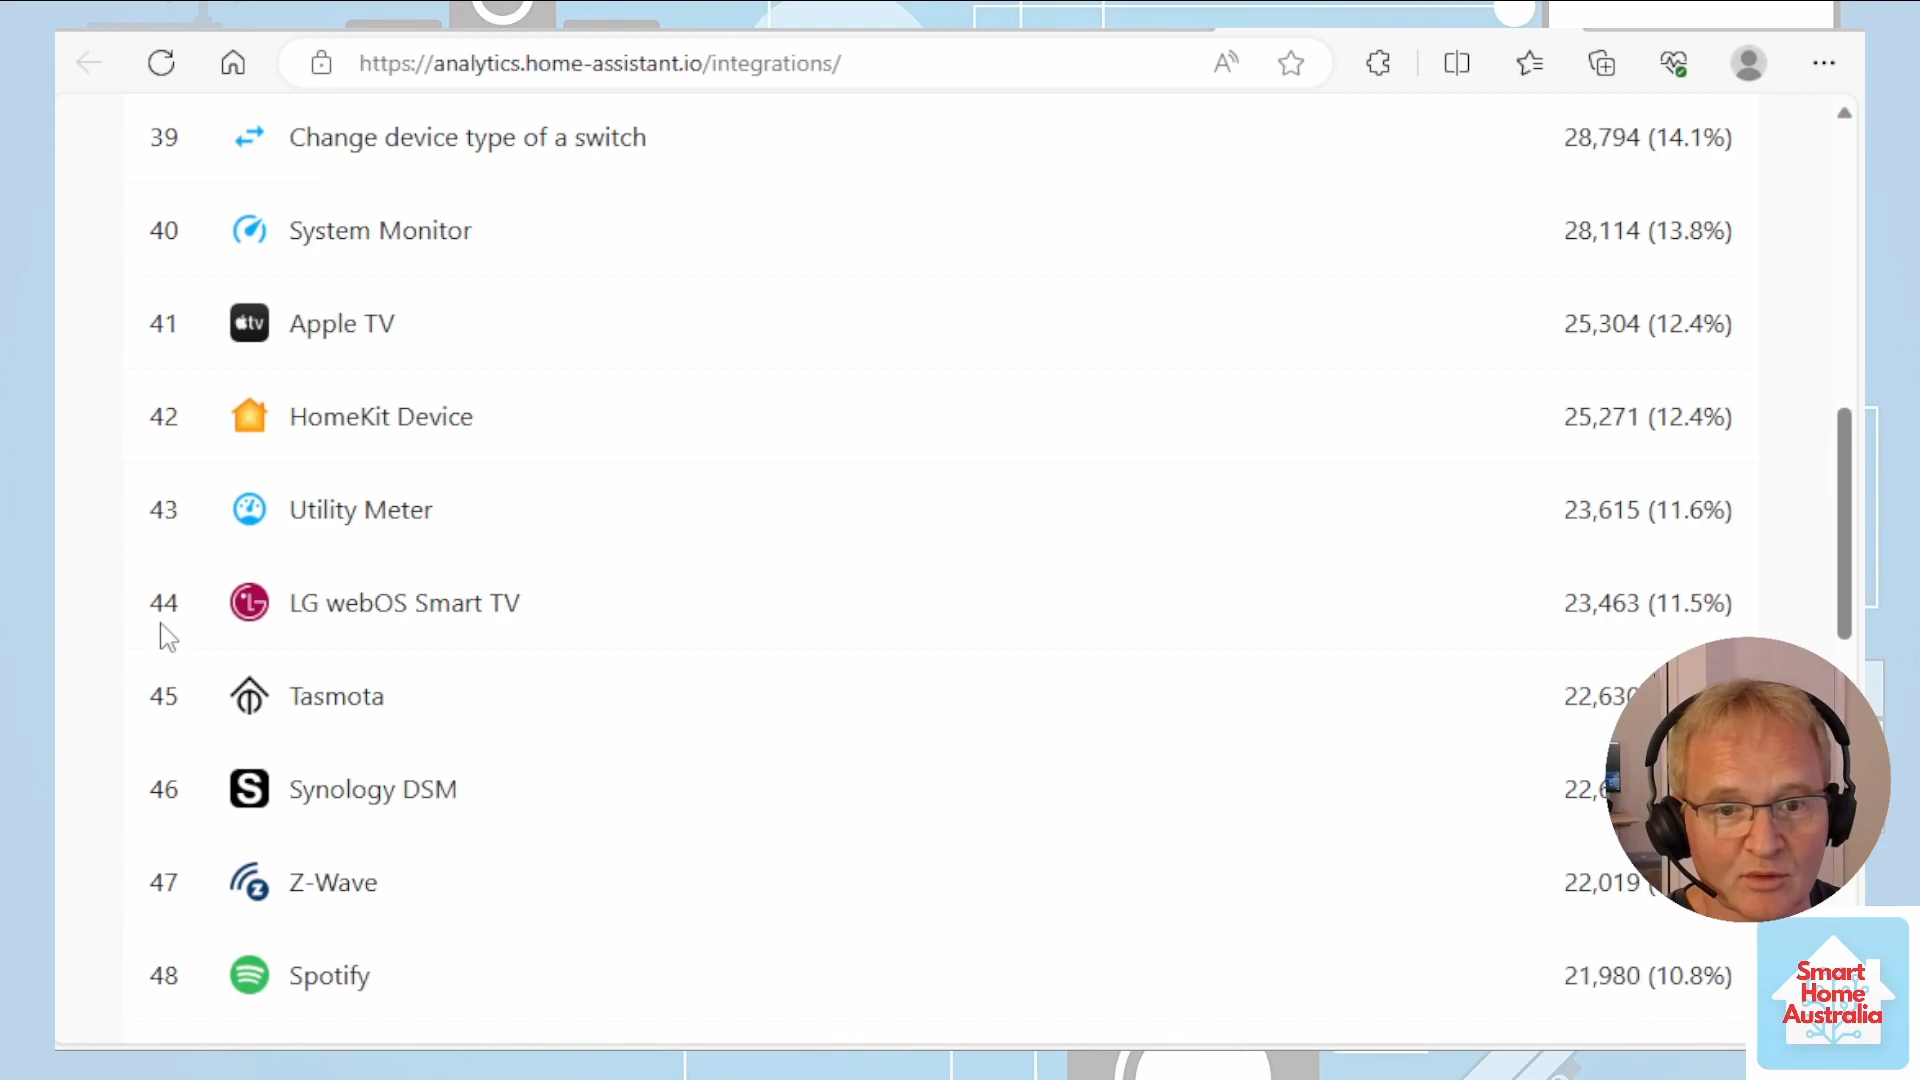 https://analytics.home-assistant.io/integrations/
39 Change device type of a switch 28,794 (14.1%)
40 System Monitor 28,114 (13.8%)
41 Apple TV 25,304 (12.4%)
42 HomeKit Device 25,271 (12.4%)
43 Utility Meter 23,615 (11.6%)
44 LG webOS Smart TV 23,463 (11.5%)
45 Tasmota 22,630
46 Synology DSM 22,6
47 Z-Wave 22,019 (
48 Spotify 21,980 (10.8%)
Smart
Home
Australia